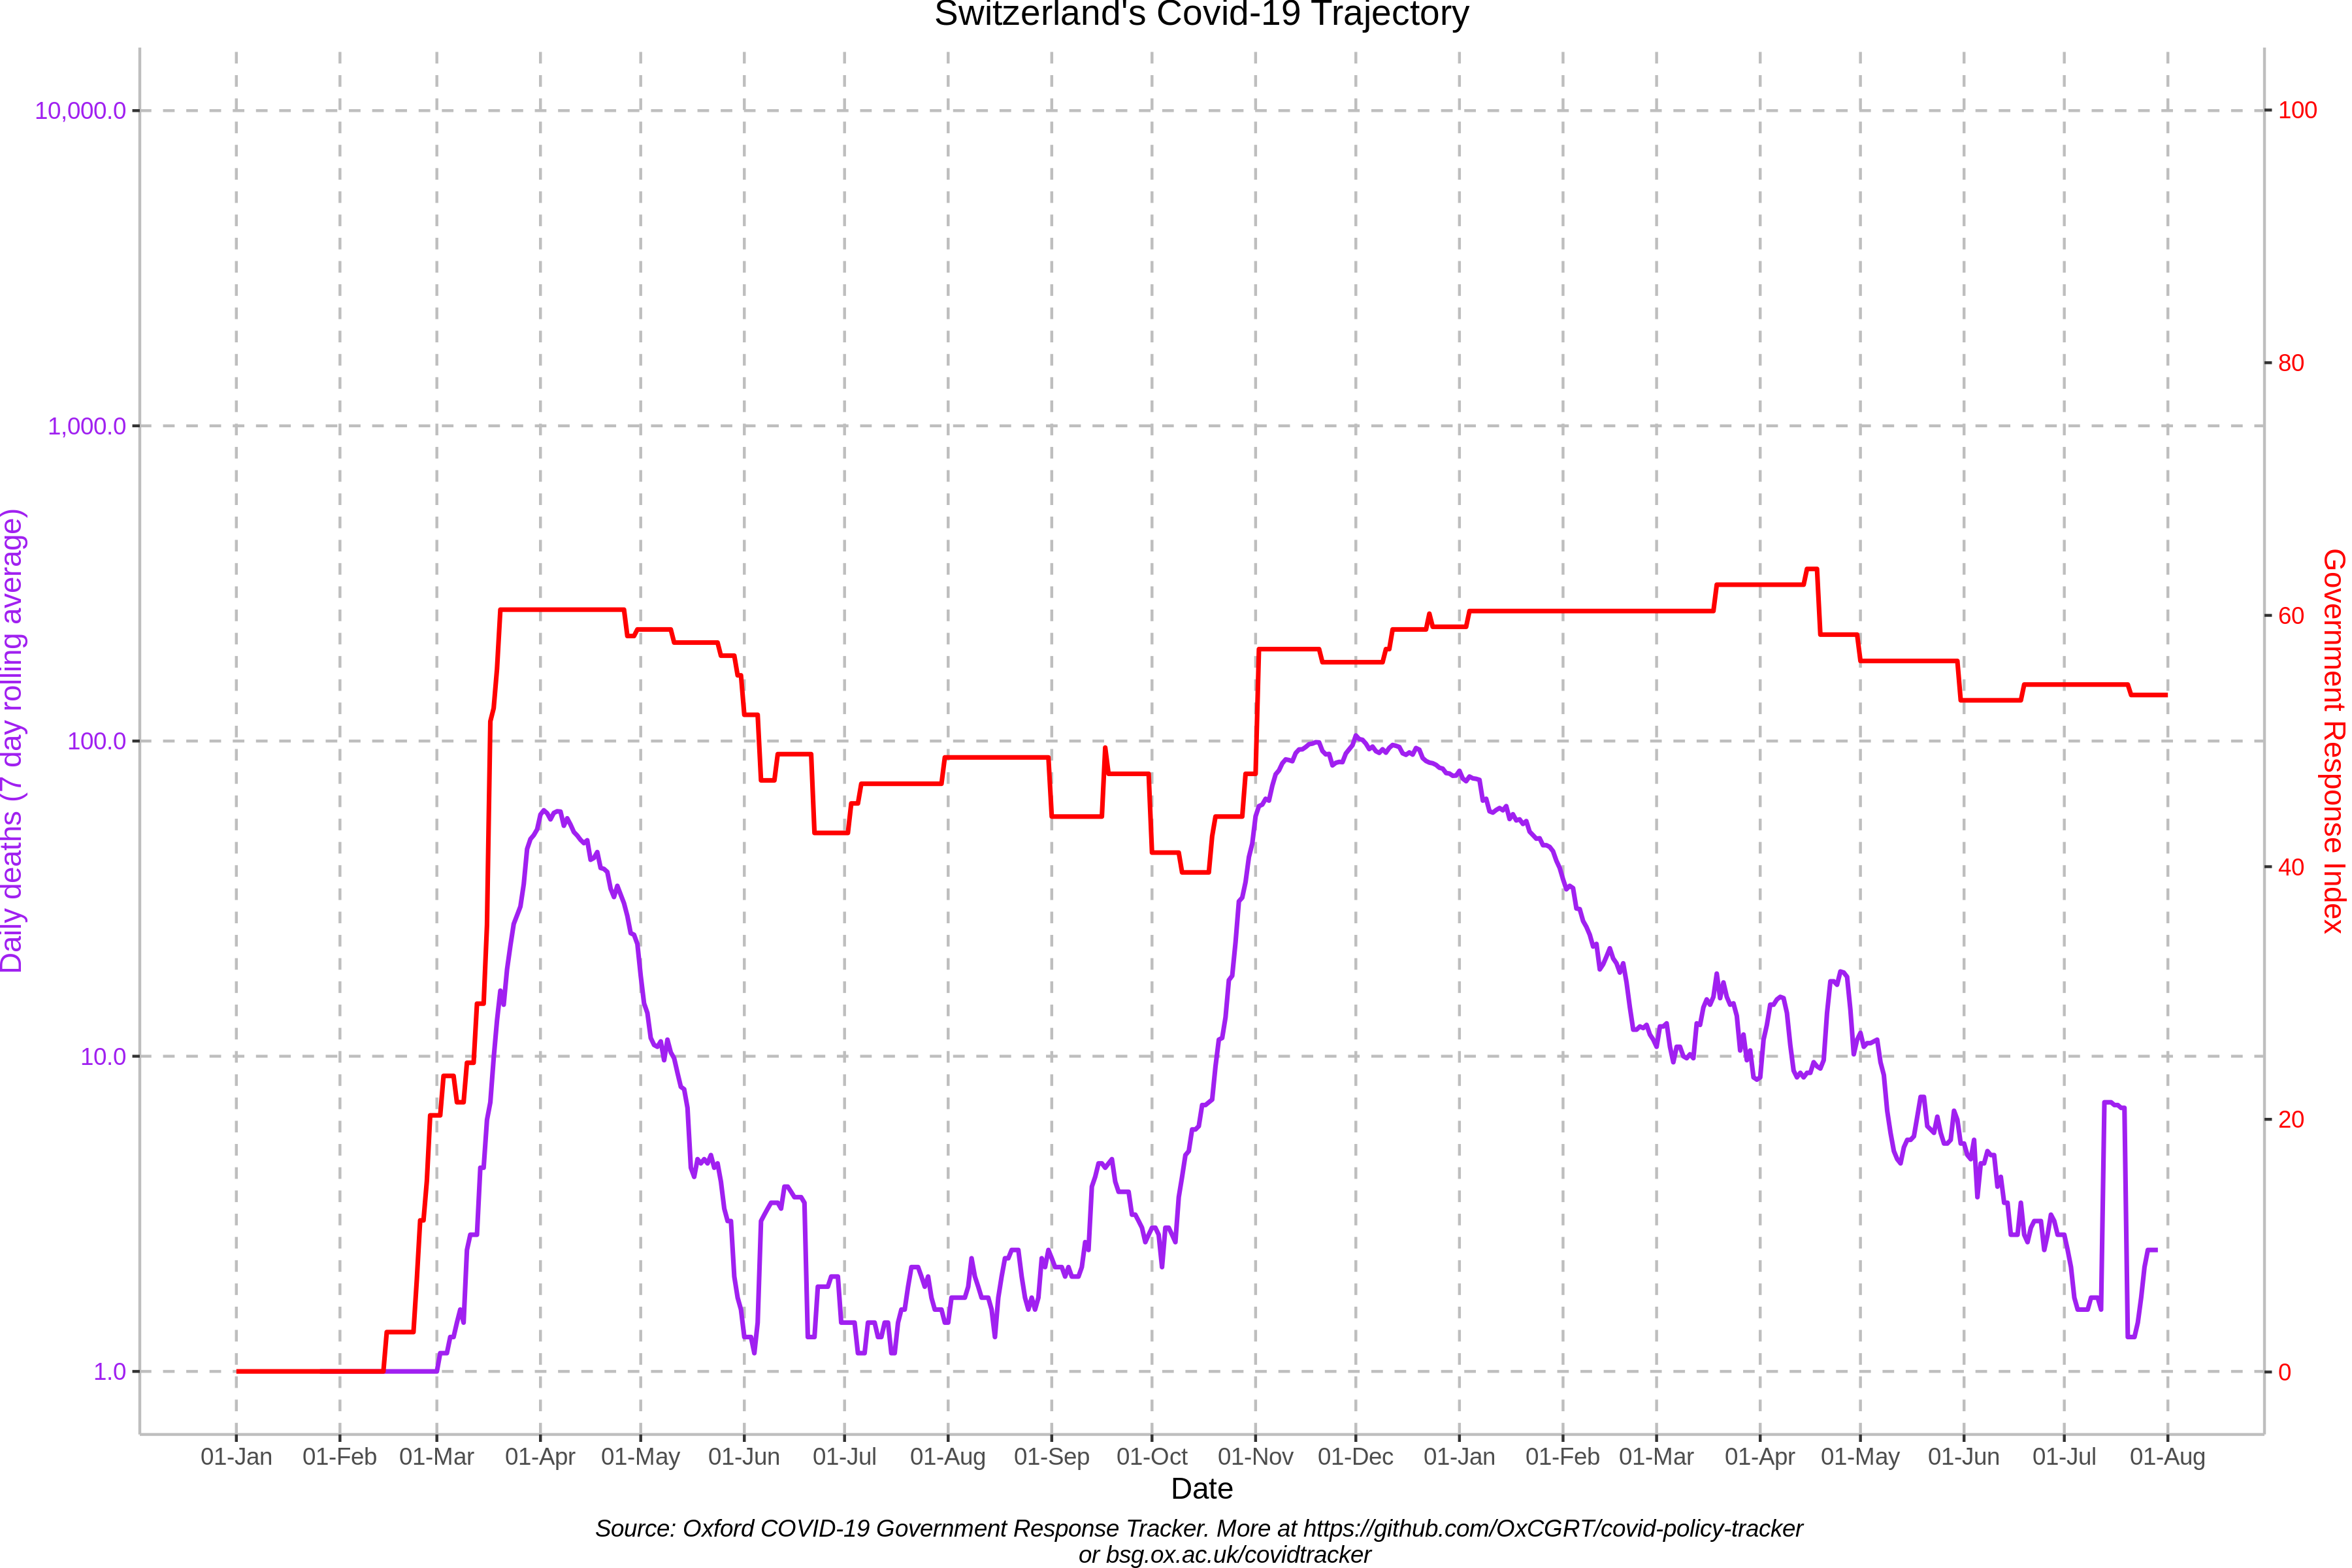 Switzerland's Covid-19 Trajectory
10,000.0
1,000.0
100.0
10.0
1.0
Daily deaths (7 day rolling average)
100
80
60
40
20
0
Government Response Index
01-Jan 01-Feb 01-Mar 01-Apr 01-May 01-Jun 01-Jul 01-Aug 01-Sep 01-Oct 01-Nov 01-Dec 01-Jan 01-Feb 01-Mar 01-Apr 01-May 01-Jun 01-Jul 01-Aug
Date
Source: Oxford COVID-19 Government Response Tracker. More at https://github.com/OxCGRT/covid-policy-tracker
or bsg.ox.ac.uk/covidtracker